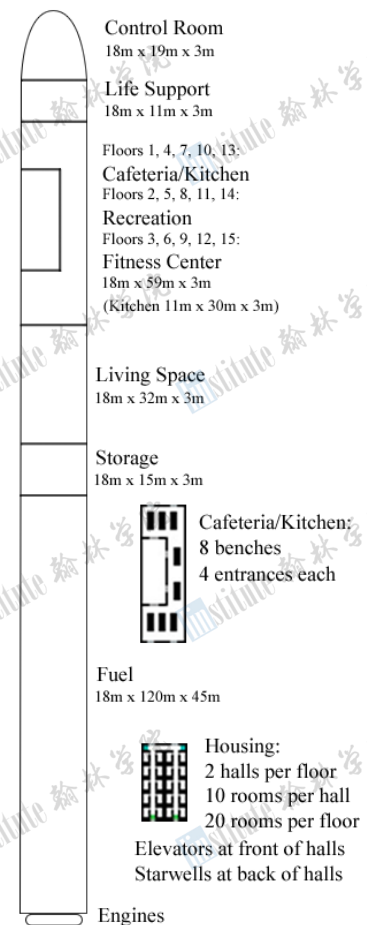 Control Room
18m x 19m x 3m
Life Support
18m x 11m x 3m
Floors 1, 4, 7, 10, 13:
Cafeteria/Kitchen
Floors 2, 5, 8, 11, 14:
Recreation
Floors 3, 6, 9, 12, 15:
Fitness Center
18m x 59m x 3m
(Kitchen 11m x 30m x 3m)
Living Space
18m x 32m x 3m
Storage
18m x 15m x 3m
Cafeteria/Kitchen:
8 benches
4 entrances each
Fuel
18m x 120m x 45m
Housing:
2 halls per floor
10 rooms per hall
20 rooms per floor
Elevators at front of halls
Starwells at back of halls
Engines